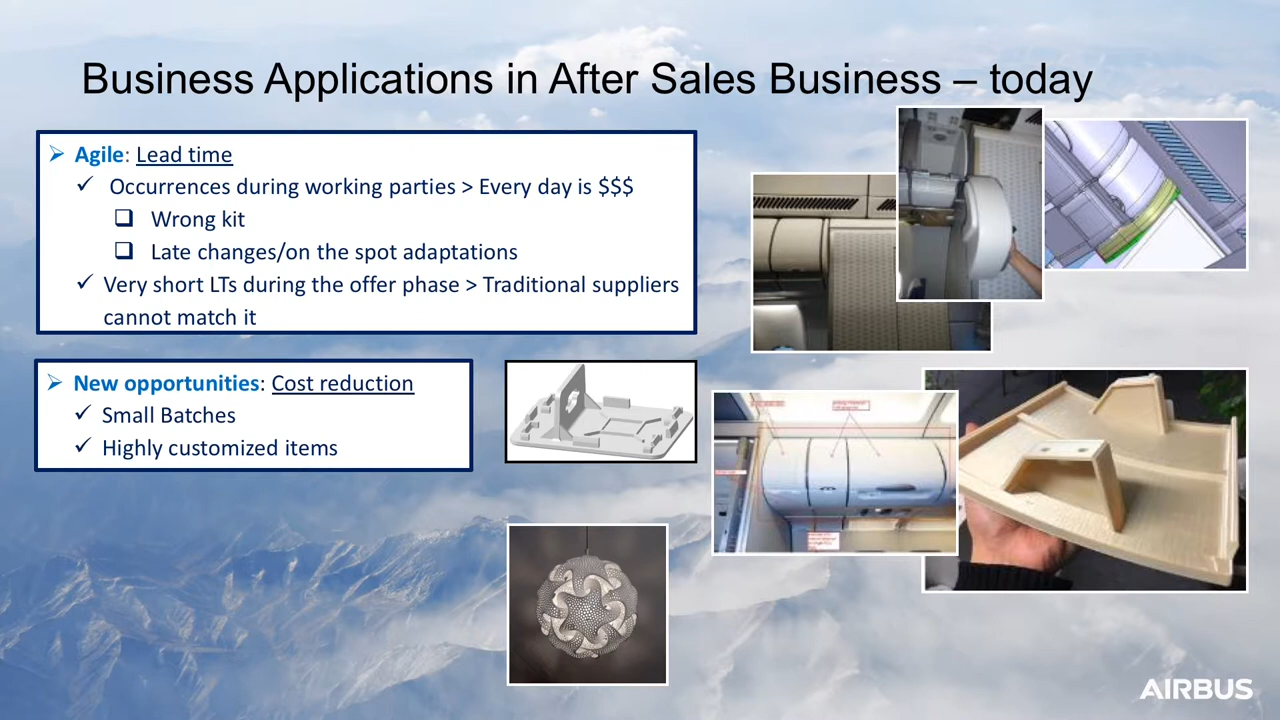 Business Applications in After Sales Business – today
➢ Agile: Lead time
✓ Occurrences during working parties > Every day is $$$
❑ Wrong kit
❑ Late changes/on the spot adaptations
✓ Very short LTs during the offer phase > Traditional suppliers
cannot match it
➢ New opportunities: Cost reduction
✓ Small Batches
✓ Highly customized items
AIRBUS